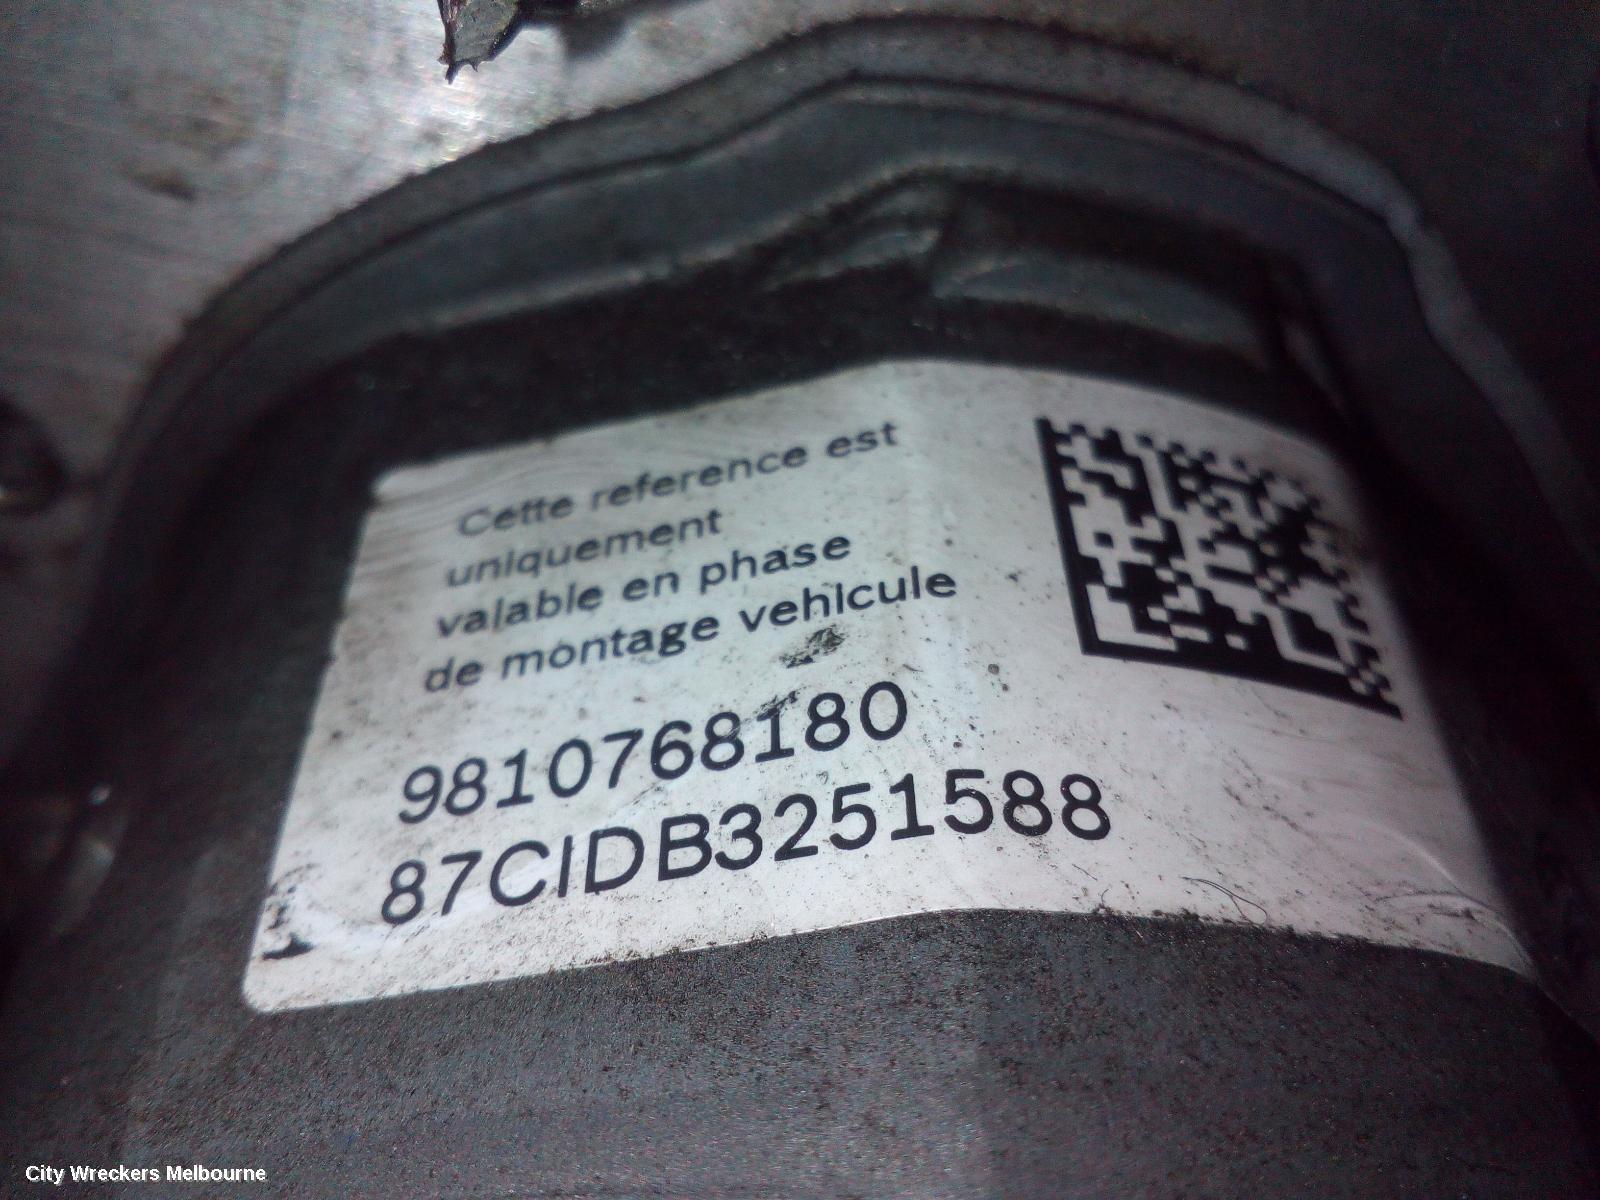 Cette reference est
uniquement
valable en phase
de montage vehicule
9810768180
87CIDB3251588
City Wreckers Melbourne